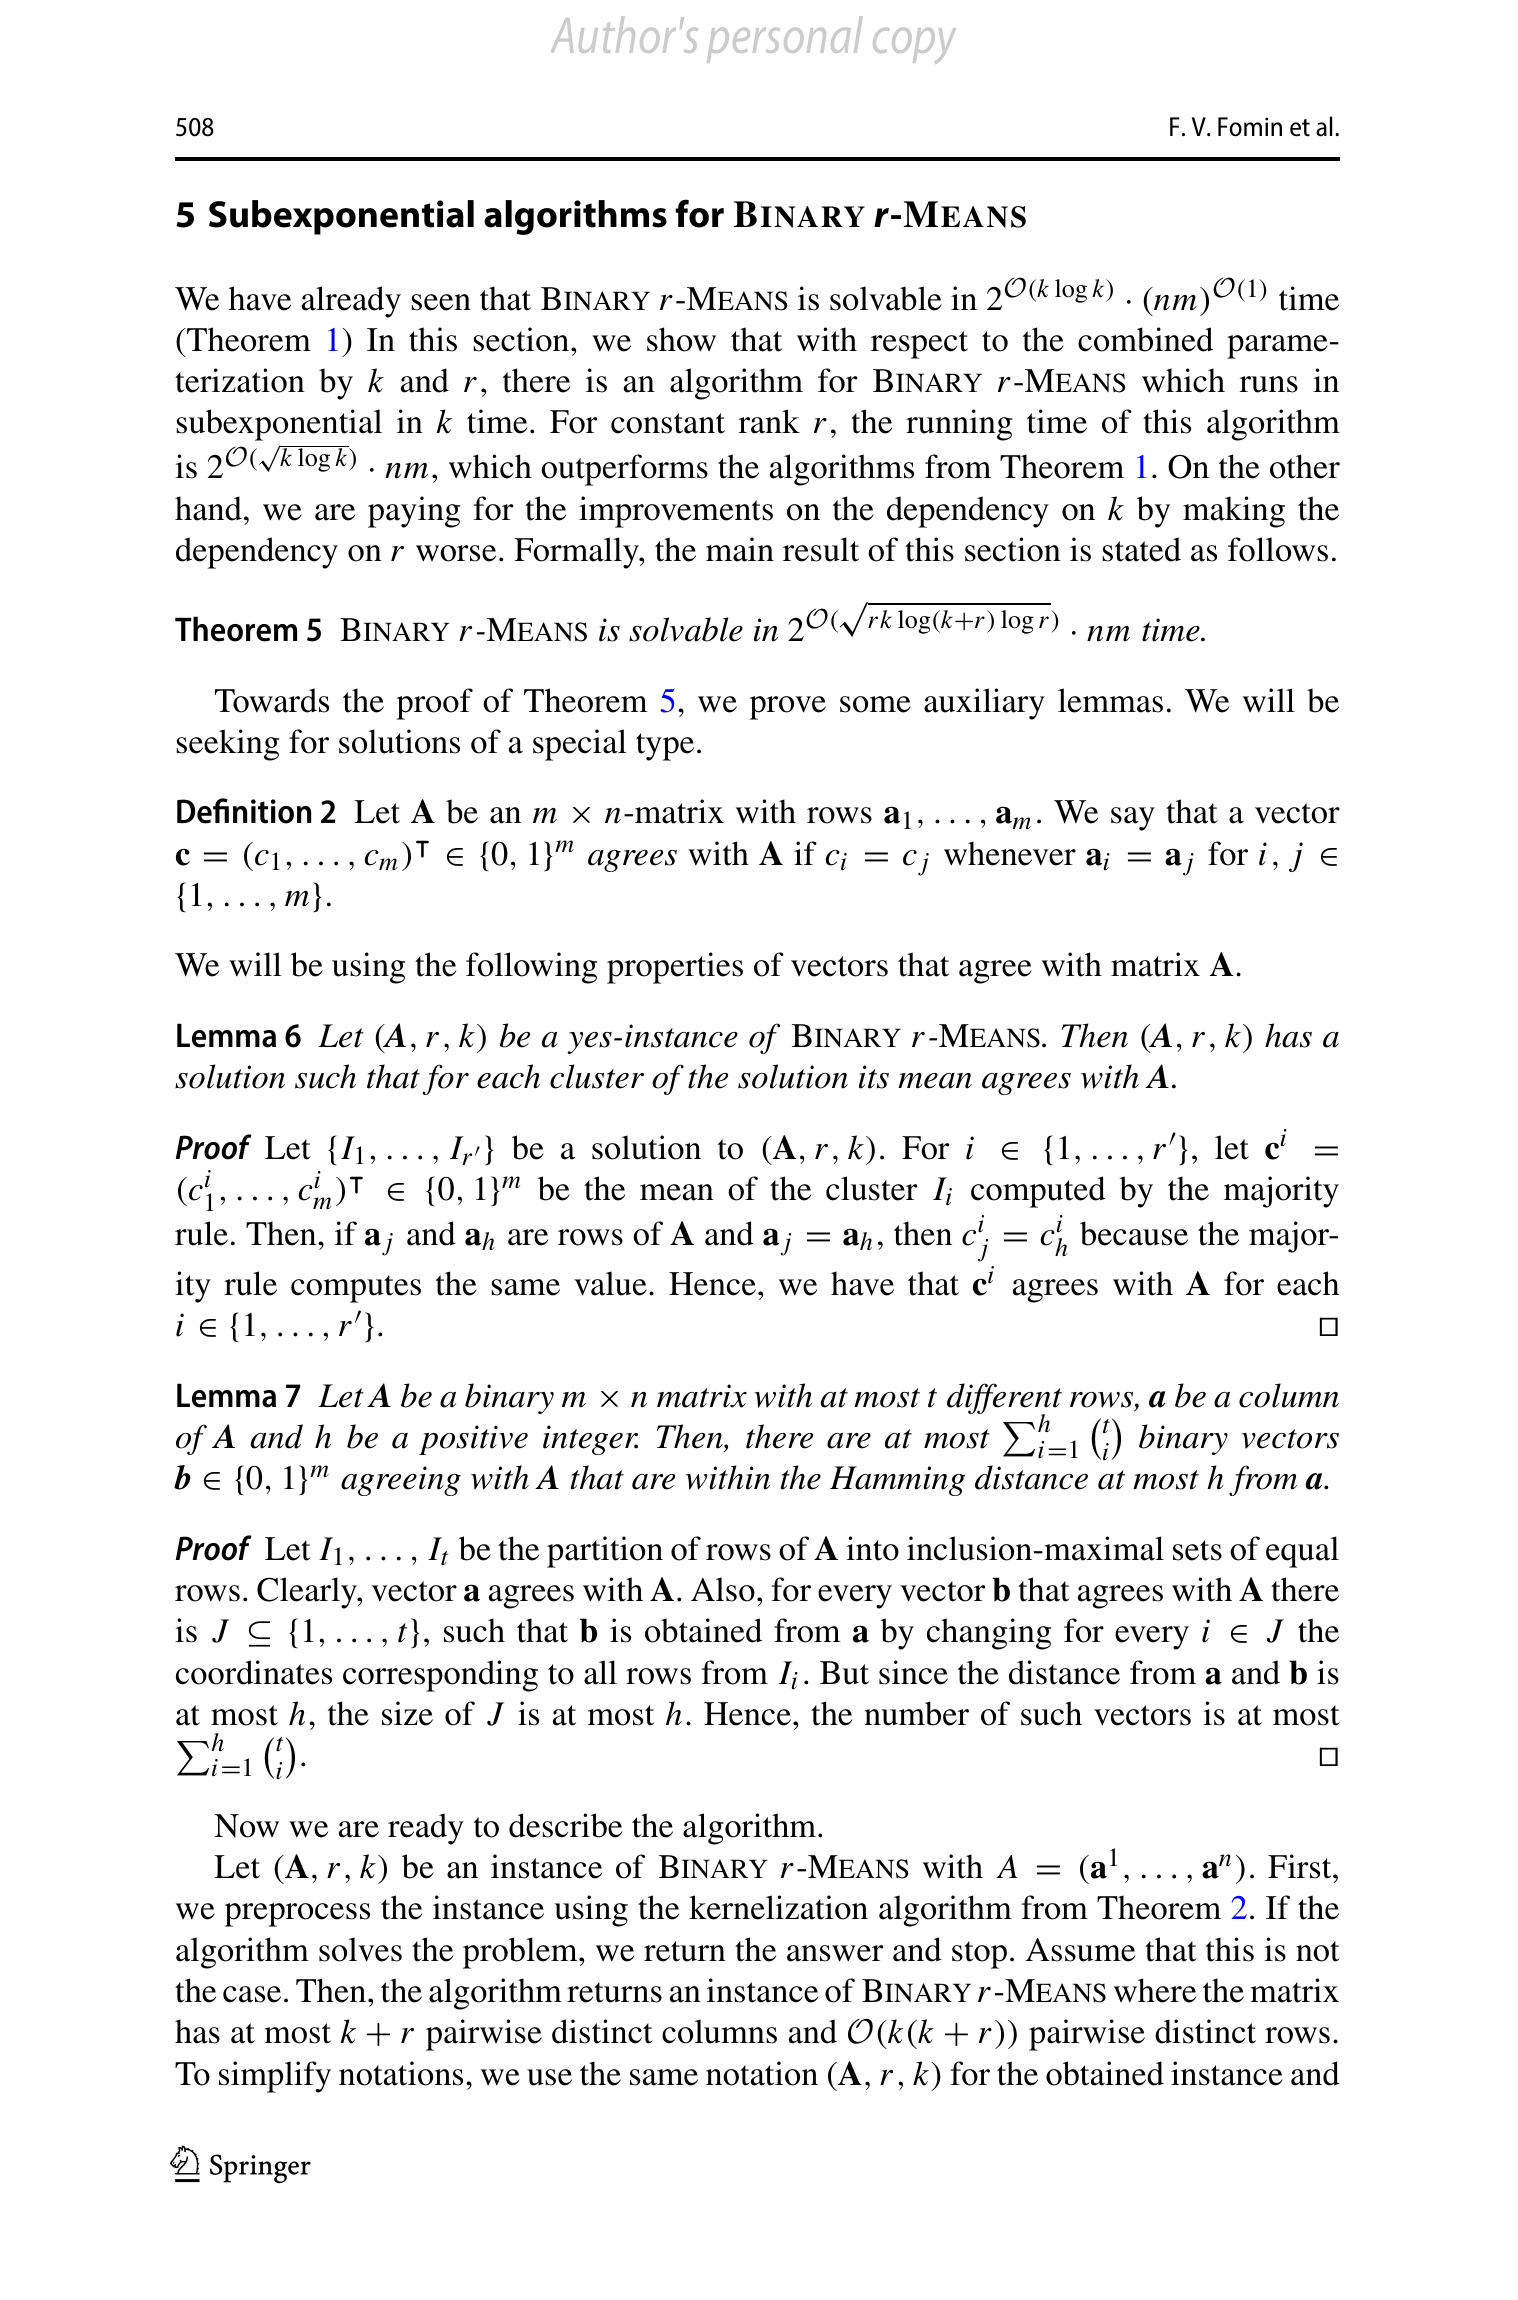 Author's personal copy
508 F. V. Fomin et al.
5 Subexponential algorithms for BINARY r-MEANS
We have already seen that BINARY r-MEANS is solvable in 2^{𝒪(k log k)} · (nm)^{𝒪(1)} time
(Theorem 1) In this section, we show that with respect to the combined parame-
terization by k and r, there is an algorithm for BINARY r-MEANS which runs in
subexponential in k time. For constant rank r, the running time of this algorithm
is 2^{𝒪(√(k log k))} · nm, which outperforms the algorithms from Theorem 1. On the other
hand, we are paying for the improvements on the dependency on k by making the
dependency on r worse. Formally, the main result of this section is stated as follows.
Theorem 5 BINARY r-MEANS is solvable in 2^{𝒪(√(rk log(k+r) log r))} · nm time.
Towards the proof of Theorem 5, we prove some auxiliary lemmas. We will be
seeking for solutions of a special type.
Definition 2 Let A be an m × n-matrix with rows a_1, . . . , a_m. We say that a vector
c = (c_1, . . . , c_m)^⊤ ∈ {0, 1}^m agrees with A if c_i = c_j whenever a_i = a_j for i, j ∈
{1, . . . , m}.
We will be using the following properties of vectors that agree with matrix A.
Lemma 6 Let (A, r, k) be a yes-instance of BINARY r-MEANS. Then (A, r, k) has a
solution such that for each cluster of the solution its mean agrees with A.
Proof Let {I_1, . . . , I_{r′}} be a solution to (A, r, k). For i ∈ {1, . . . , r′}, let c^i =
(c^i_1, . . . , c^i_m)^⊤ ∈ {0, 1}^m be the mean of the cluster I_i computed by the majority
rule. Then, if a_j and a_h are rows of A and a_j = a_h, then c^i_j = c^i_h because the major-
ity rule computes the same value. Hence, we have that c^i agrees with A for each
i ∈ {1, . . . , r′}. □
Lemma 7 Let A be a binary m × n matrix with at most t different rows, a be a column
of A and h be a positive integer. Then, there are at most ∑_{i=1}^{h} \binom{t}{i} binary vectors
b ∈ {0, 1}^m agreeing with A that are within the Hamming distance at most h from a.
Proof Let I_1, . . . , I_t be the partition of rows of A into inclusion-maximal sets of equal
rows. Clearly, vector a agrees with A. Also, for every vector b that agrees with A there
is J ⊆ {1, . . . , t}, such that b is obtained from a by changing for every i ∈ J the
coordinates corresponding to all rows from I_i. But since the distance from a and b is
at most h, the size of J is at most h. Hence, the number of such vectors is at most
∑_{i=1}^{h} \binom{t}{i}. □
Now we are ready to describe the algorithm.
Let (A, r, k) be an instance of BINARY r-MEANS with A = (a^1, . . . , a^n). First,
we preprocess the instance using the kernelization algorithm from Theorem 2. If the
algorithm solves the problem, we return the answer and stop. Assume that this is not
the case. Then, the algorithm returns an instance of BINARY r-MEANS where the matrix
has at most k + r pairwise distinct columns and 𝒪(k(k + r)) pairwise distinct rows.
To simplify notations, we use the same notation (A, r, k) for the obtained instance and
Springer